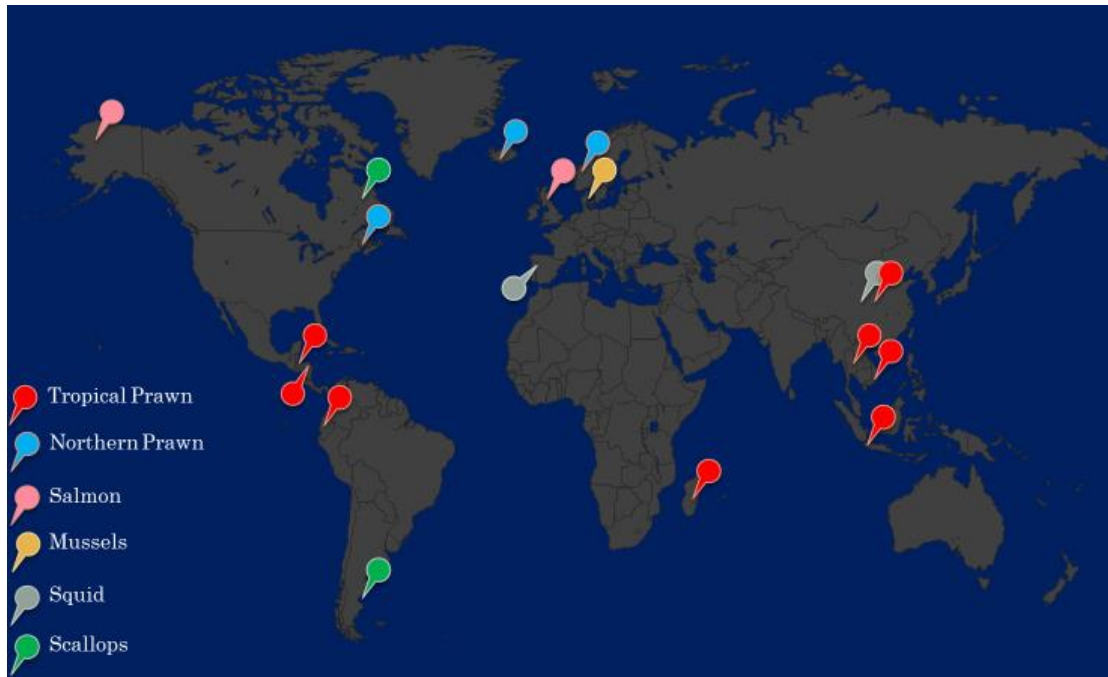 Tropical Prawn
Northern Prawn
Salmon
Mussels
Squid
Scallops